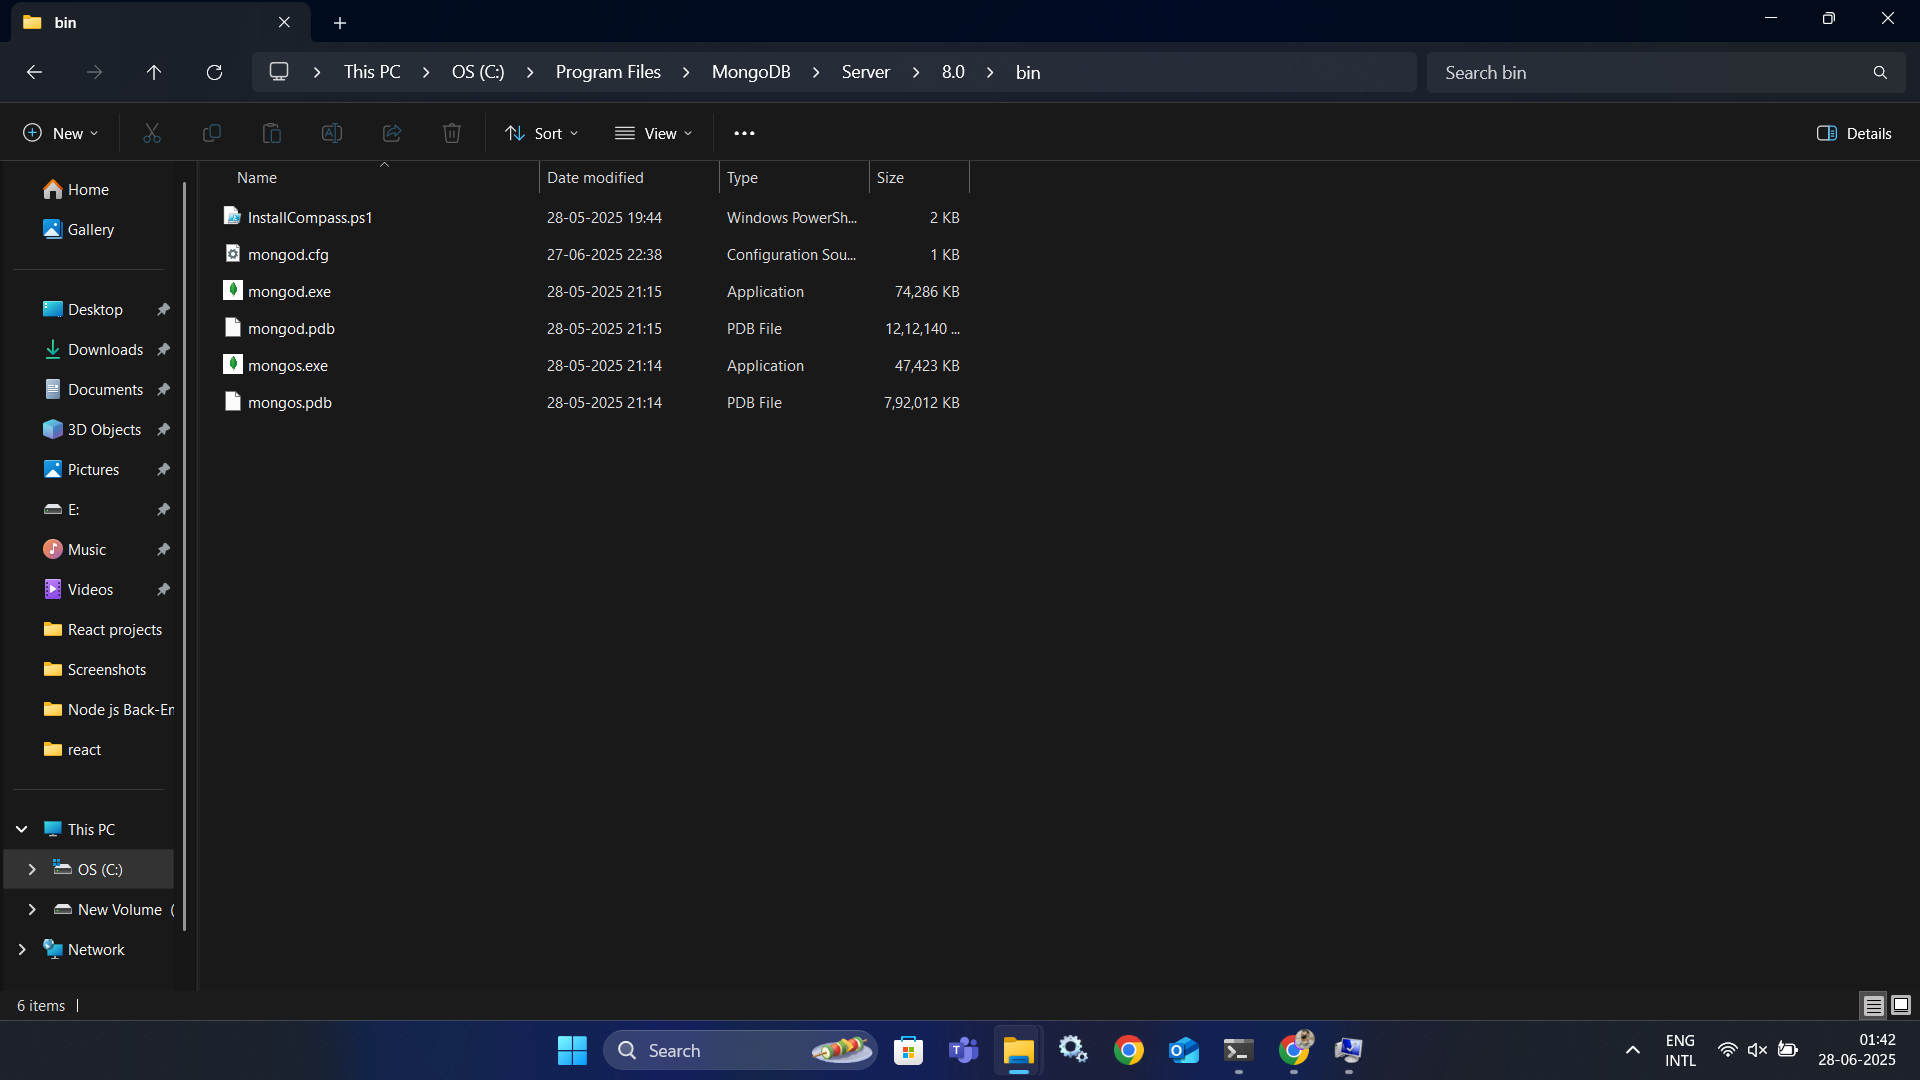 bin
This PC > OS (C:) > Program Files > MongoDB > Server > 8.0 > bin
Search bin
New
Sort
View
Details
Name Date modified Type Size
InstallCompass.ps1 28-05-2025 19:44 Windows PowerSh... 2 KB
mongod.cfg 27-06-2025 22:38 Configuration Sou... 1 KB
mongod.exe 28-05-2025 21:15 Application 74,286 KB
mongod.pdb 28-05-2025 21:15 PDB File 12,12,140 ...
mongos.exe 28-05-2025 21:14 Application 47,423 KB
mongos.pdb 28-05-2025 21:14 PDB File 7,92,012 KB
Home
Gallery
Desktop
Downloads
Documents
3D Objects
Pictures
E:
Music
Videos
React projects
Screenshots
Node js Back-En
react
This PC
OS (C:)
New Volume (
Network
6 items
Search
ENG
INTL
01:42
28-06-2025